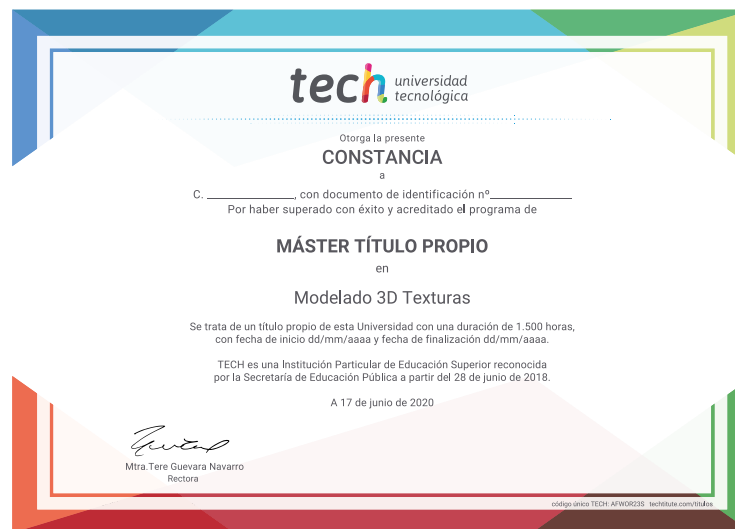 tech universidad
tecnológica
Otorga la presente
CONSTANCIA
a
C. ________________, con documento de identificación nº______________
Por haber superado con éxito y acreditado el programa de
MÁSTER TÍTULO PROPIO
en
Modelado 3D Texturas
Se trata de un título propio de esta Universidad con una duración de 1.500 horas,
con fecha de inicio dd/mm/aaaa y fecha de finalización dd/mm/aaaa.
TECH es una Institución Particular de Educación Superior reconocida
por la Secretaría de Educación Pública a partir del 28 de junio de 2018.
A 17 de junio de 2020
Mtra.Tere Guevara Navarro
Rectora
código único TECH: AFWOR23S techtitute.com/titulos